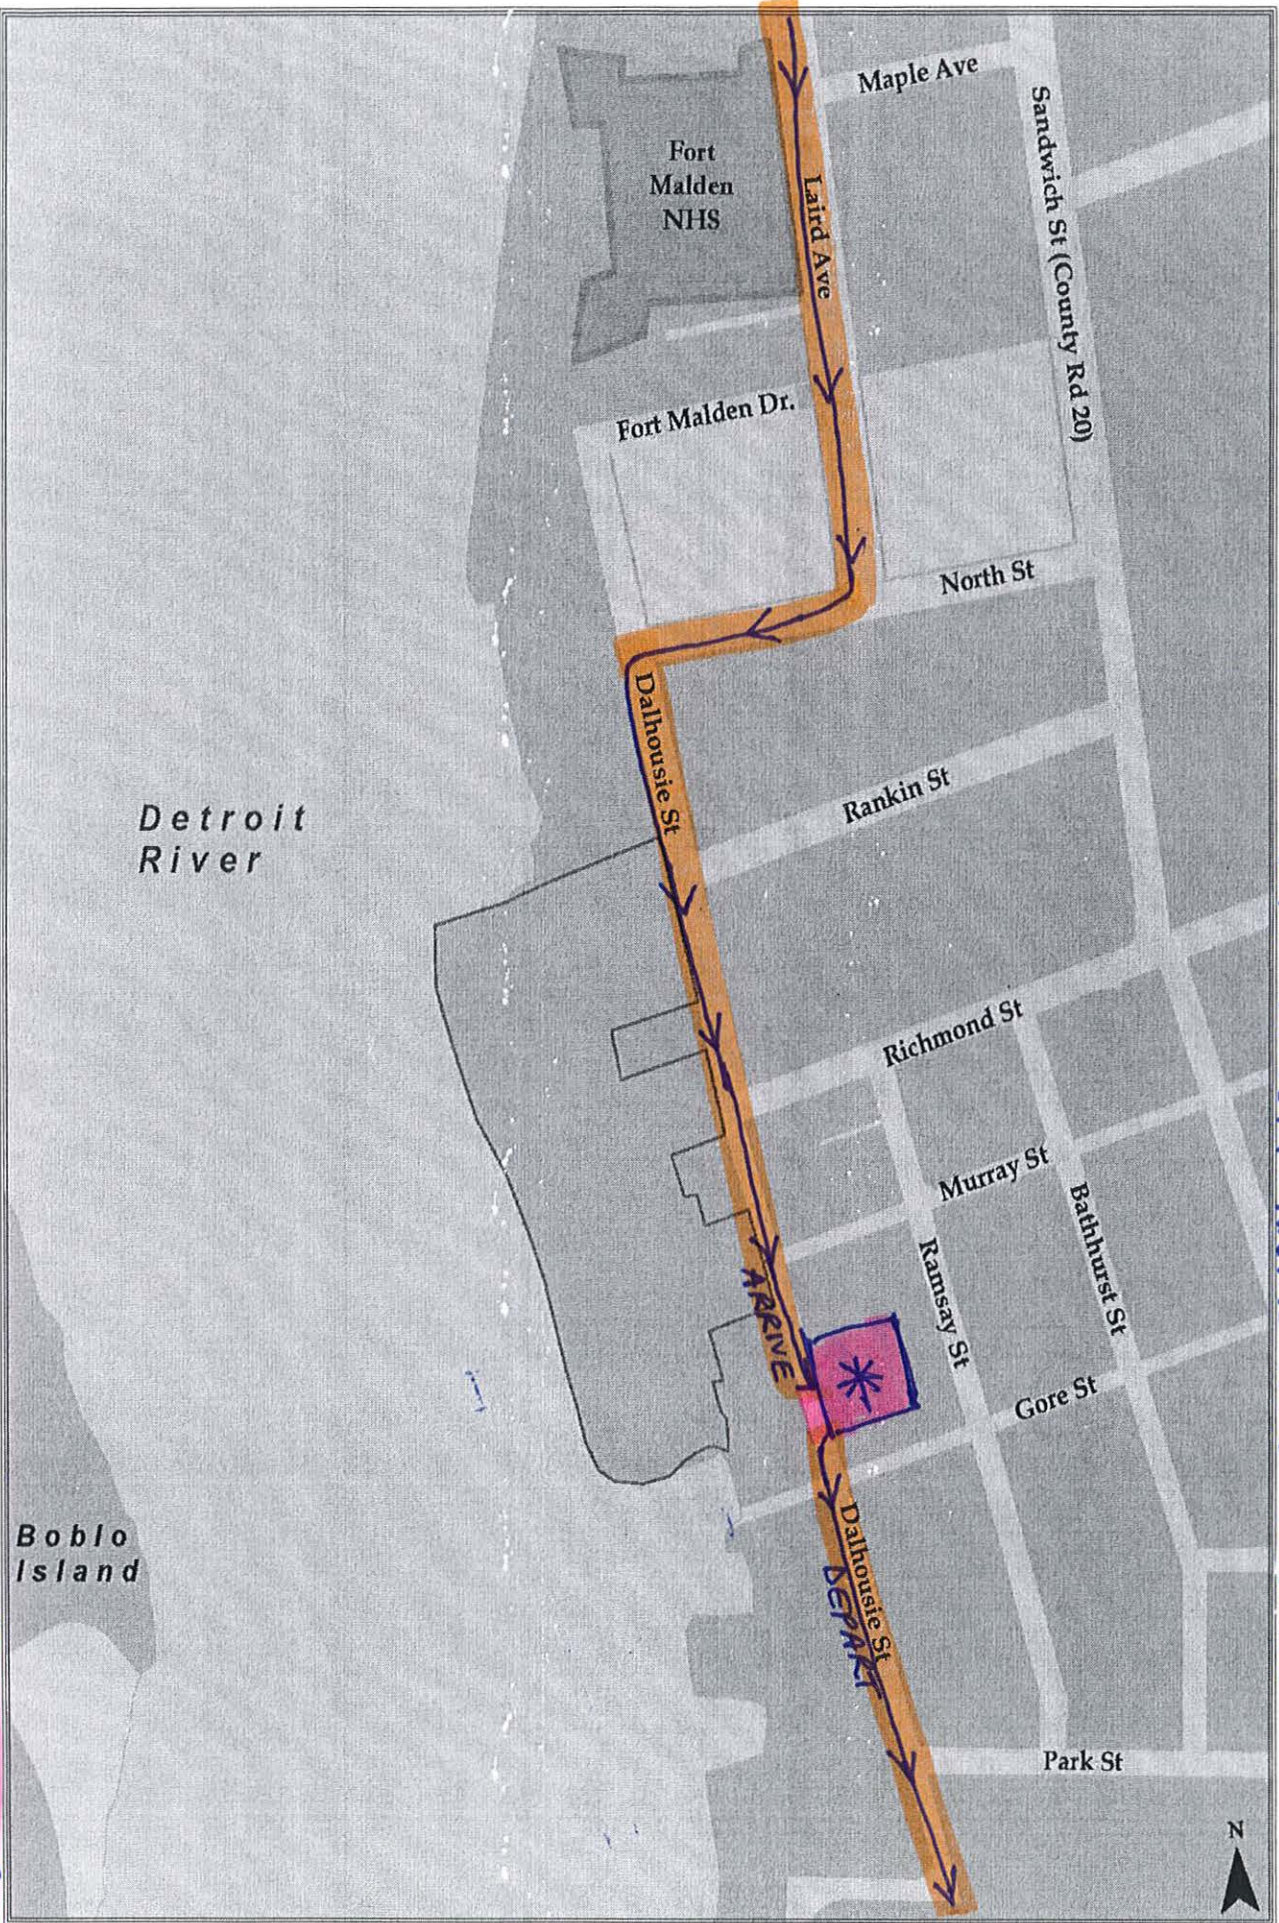 Maple Ave
Sandwich St (County Rd 20)
Fort
Malden
NHS
Laird Ave
Fort Malden Dr.
North St
Dalhousie St
Rankin St
Detroit
River
Richmond St
Murray St
Bathhurst St
Ramsay St
ARRIVE
Gore St
Dalhousie St
DEPART
Boblo
Island
Park St
N